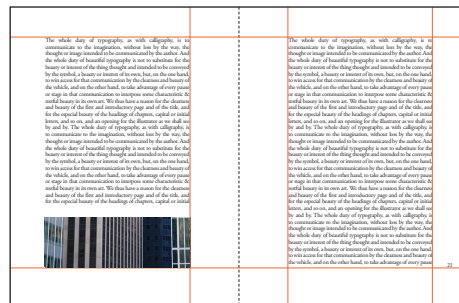 The whole duty of typography, as with calligraphy, is to
communicate to the imagination, without loss by the way, the
thought or image intended to be communicated by the author. And
the whole duty of beautiful typography is not to substitute for the
beauty or interest of the thing thought and intended to be conveyed
by the symbol, a beauty or interest of its own, but, on the one hand,
to win access for that communication by the clearness and beauty of
the vehicle, and on the other hand, to take advantage of every pause
or stage in that communication to interpose some characteristic &
restful beauty in its own art. We thus have a reason for the clearness
and beauty of the first and introductory page and of the title, and
for the especial beauty of the headings of chapters, capital or initial
letters, and so on, and an opening for the illustrator as we shall see
by and by. The whole duty of typography, as with calligraphy, is
to communicate to the imagination, without loss by the way, the
thought or image intended to be communicated by the author. And
the whole duty of beautiful typography is not to substitute for the
beauty or interest of the thing thought and intended to be conveyed
by the symbol, a beauty or interest of its own, but, on the one hand,
to win access for that communication by the clearness and beauty of
the vehicle, and on the other hand, to take advantage of every pause
or stage in that communication to interpose some characteristic &
restful beauty in its own art. We thus have a reason for the clearness
and beauty of the first and introductory page and of the title, and
for the especial beauty of the headings of chapters, capital or initial
The whole duty of typography, as with calligraphy, is to
communicate to the imagination, without loss by the way, the
thought or image intended to be communicated by the author. And
the whole duty of beautiful typography is not to substitute for the
beauty or interest of the thing thought and intended to be conveyed
by the symbol, a beauty or interest of its own, but, on the one hand,
to win access for that communication by the clearness and beauty of
the vehicle, and on the other hand, to take advantage of every pause
or stage in that communication to interpose some characteristic &
restful beauty in its own art. We thus have a reason for the clearness
and beauty of the first and introductory page and of the title, and
for the especial beauty of the headings of chapters, capital or initial
letters, and so on, and an opening for the illustrator as we shall see
by and by. The whole duty of typography, as with calligraphy, is
to communicate to the imagination, without loss by the way, the
thought or image intended to be communicated by the author. And
the whole duty of beautiful typography is not to substitute for the
beauty or interest of the thing thought and intended to be conveyed
by the symbol, a beauty or interest of its own, but, on the one hand,
to win access for that communication by the clearness and beauty of
the vehicle, and on the other hand, to take advantage of every pause
or stage in that communication to interpose some characteristic &
restful beauty in its own art. We thus have a reason for the clearness
and beauty of the first and introductory page and of the title, and
for the especial beauty of the headings of chapters, capital or initial
letters, and so on, and an opening for the illustrator as we shall see
by and by. The whole duty of typography, as with calligraphy, is
to communicate to the imagination, without loss by the way, the
thought or image intended to be communicated by the author. And
the whole duty of beautiful typography is not to substitute for the
beauty or interest of the thing thought and intended to be conveyed
by the symbol, a beauty or interest of its own, but, on the one hand,
to win access for that communication by the clearness and beauty of
the vehicle, and on the other hand, to take advantage of every pause
21